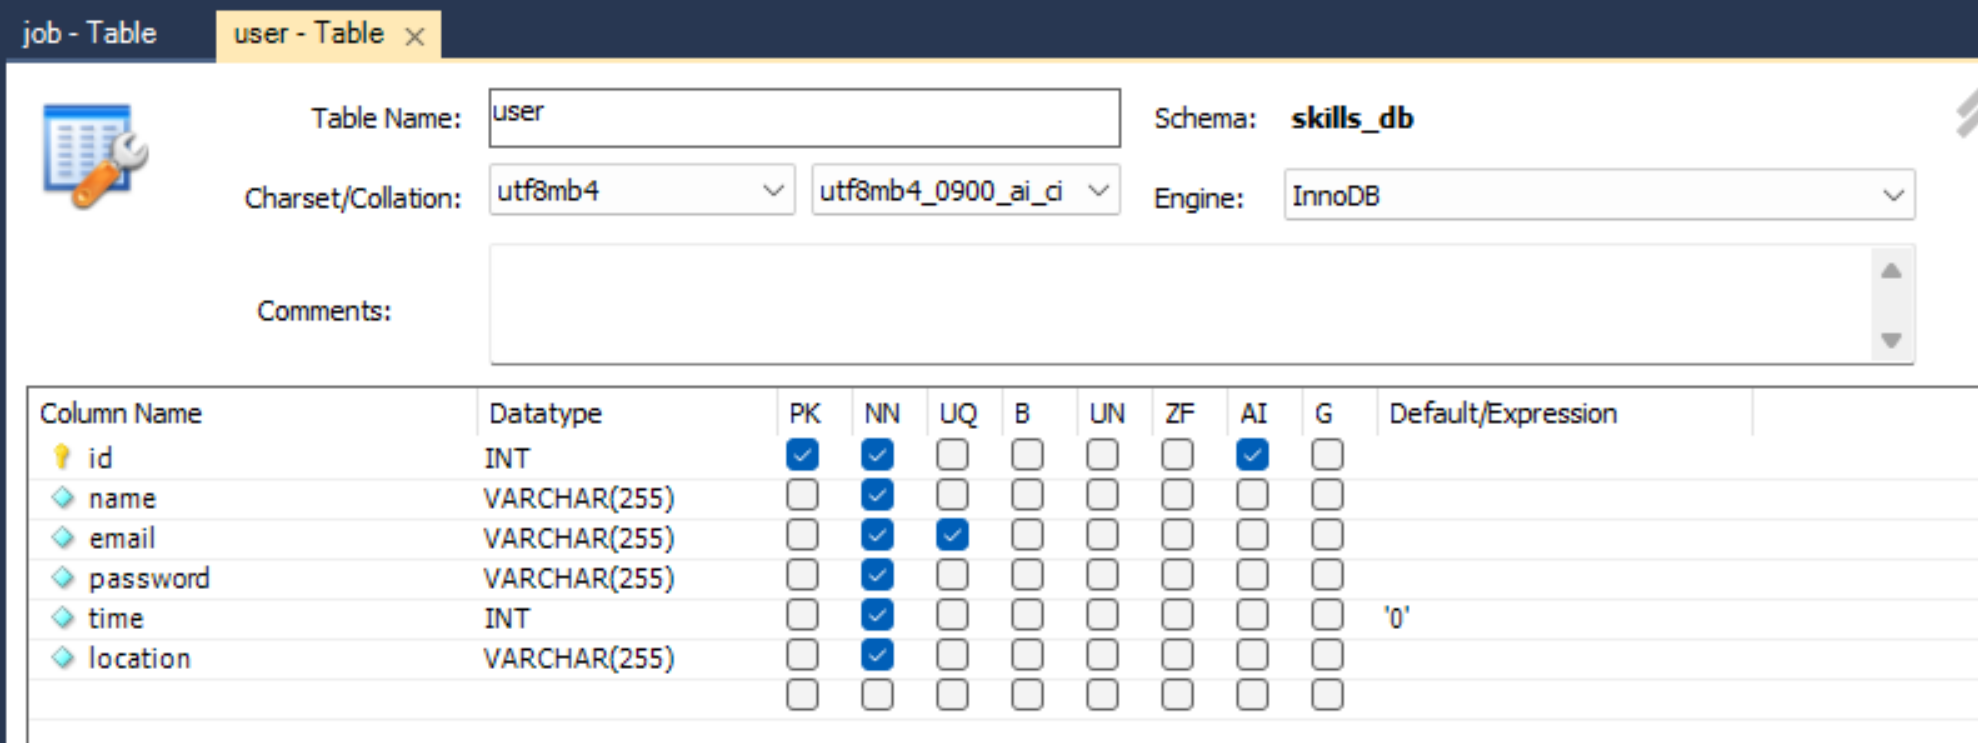 job - Table user - Table
Table Name: user Schema: skills_db
Charset/Collation: utf8mb4 utf8mb4_0900_ai_ci Engine: InnoDB
Comments:
Column Name Datatype PK NN UQ B UN ZF AI G Default/Expression
id INT
name VARCHAR(255)
email VARCHAR(255)
password VARCHAR(255)
time INT '0'
location VARCHAR(255)